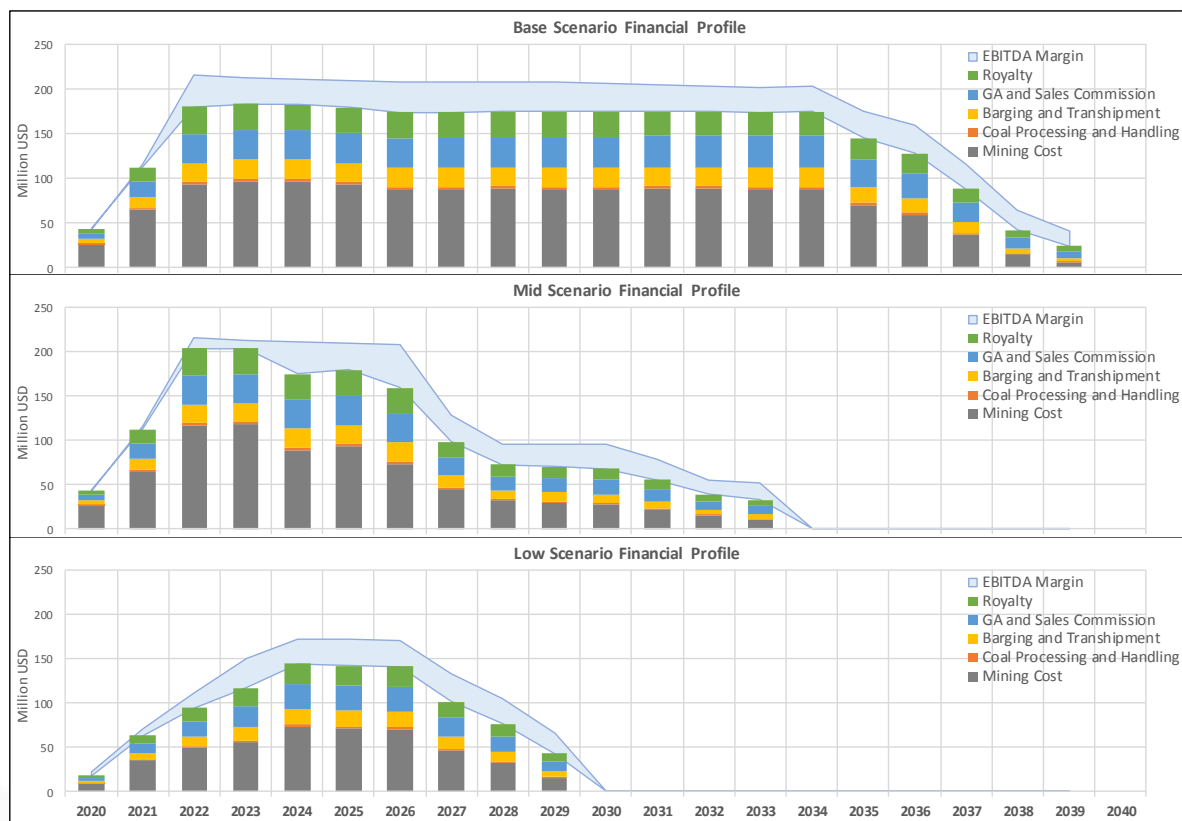 Base Scenario Financial Profile
Million USD
250
200
150
100
50
0
EBITDA Margin
Royalty
GA and Sales Commission
Barging and Transhipment
Coal Processing and Handling
Mining Cost
Mid Scenario Financial Profile
Million USD
250
200
150
100
50
0
EBITDA Margin
Royalty
GA and Sales Commission
Barging and Transhipment
Coal Processing and Handling
Mining Cost
Low Scenario Financial Profile
Million USD
250
200
150
100
50
0
EBITDA Margin
Royalty
GA and Sales Commission
Barging and Transhipment
Coal Processing and Handling
Mining Cost
2020 2021 2022 2023 2024 2025 2026 2027 2028 2029 2030 2031 2032 2033 2034 2035 2036 2037 2038 2039 2040